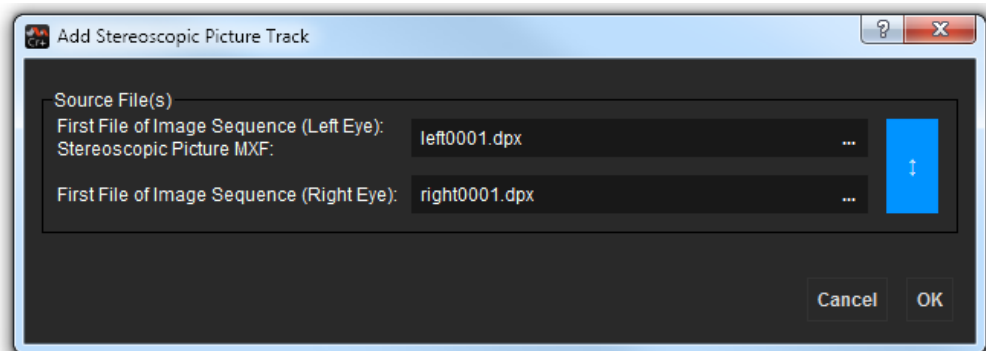 Cr+ Add Stereoscopic Picture Track ? X
Source File(s)
First File of Image Sequence (Left Eye):
Stereoscopic Picture MXF:
left0001.dpx ...
First File of Image Sequence (Right Eye): right0001.dpx ...
↕
Cancel OK